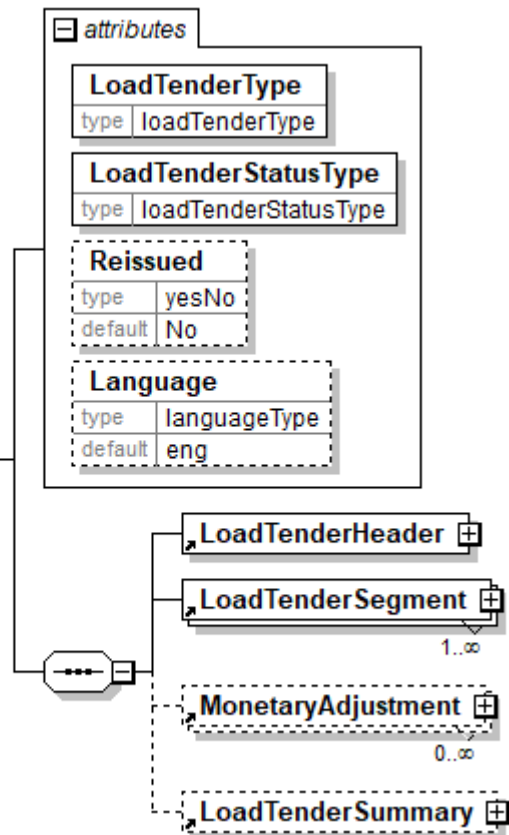 attributes
LoadTenderType
type loadTenderType
LoadTenderStatusType
type loadTenderStatusType
Reissued
type yesNo
default No
Language
type languageType
default eng
LoadTenderHeader
LoadTenderSegment
1..∞
MonetaryAdjustment
0..∞
LoadTenderSummary